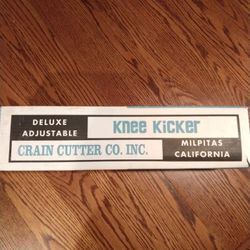 DELUXE
ADJUSTABLE
Knee Kicker
CRAIN CUTTER CO. INC.
MILPITAS
CALIFORNIA